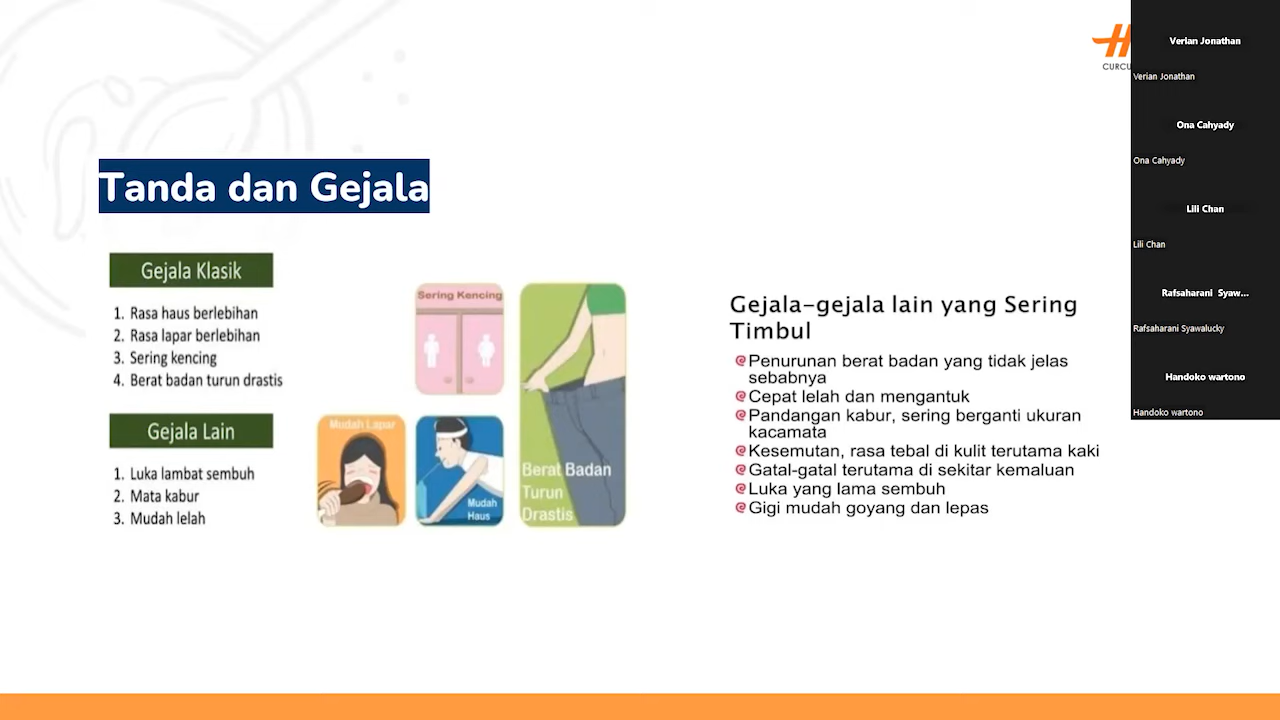 Tanda dan Gejala
Gejala Klasik
1. Rasa haus berlebihan
2. Rasa lapar berlebihan
3. Sering kencing
4. Berat badan turun drastis
Gejala Lain
1. Luka lambat sembuh
2. Mata kabur
3. Mudah lelah
Sering Kencing
Mudah Lapar
Mudah
Haus
Berat Badan
Turun
Drastis
Gejala-gejala lain yang Sering
Timbul
Penurunan berat badan yang tidak jelas
sebabnya
Cepat lelah dan mengantuk
Pandangan kabur, sering berganti ukuran
kacamata
Kesemutan, rasa tebal di kulit terutama kaki
Gatal-gatal terutama di sekitar kemaluan
Luka yang lama sembuh
Gigi mudah goyang dan lepas
Verian Jonathan
Verian Jonathan
Ona Cahyady
Ona Cahyady
Lili Chan
Lili Chan
Rafsaharani Syaw...
Rafsaharani Syawalucky
Handoko wartono
Handoko wartono